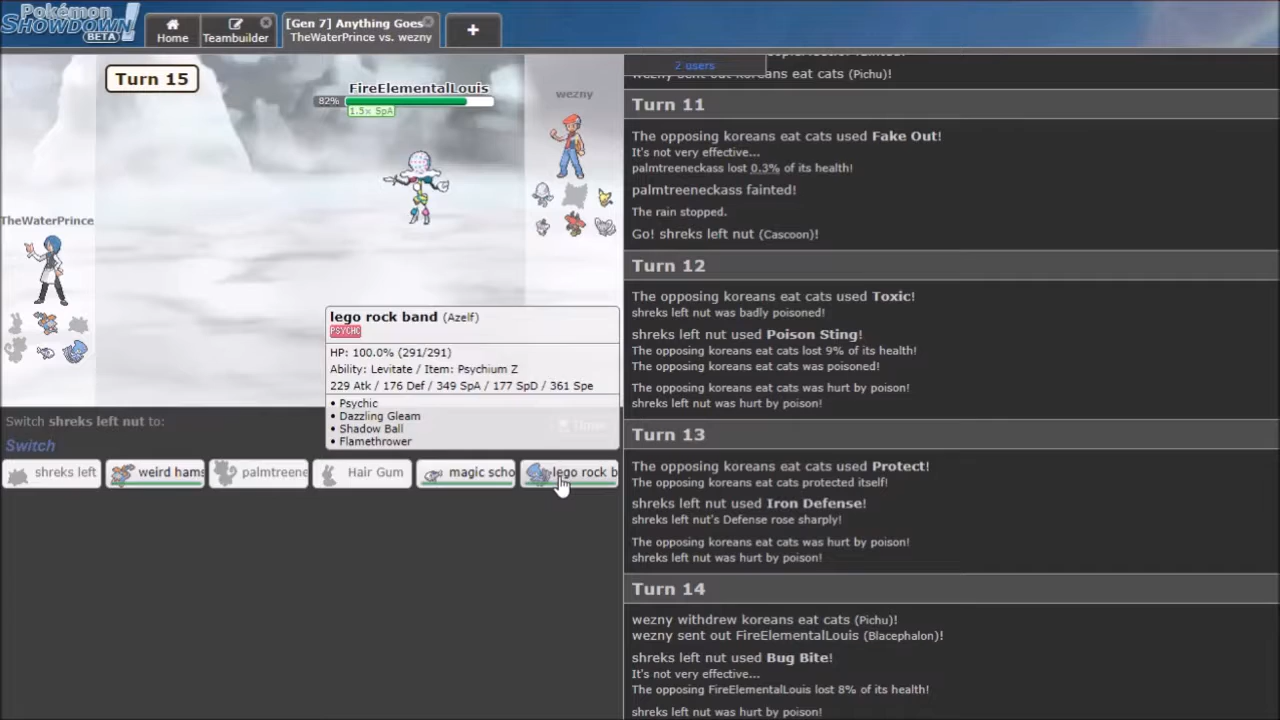 Pokémon
SHOWDOWN!
BETA
Home
Teambuilder
[Gen 7] Anything Goes
TheWaterPrince vs. wezny
+
Turn 15
FireElementalLouis
82%
1.5× SpA
wezny
TheWaterPrince
lego rock band (Azelf)
PSYCHC
HP: 100.0% (291/291)
Ability: Levitate / Item: Psychium Z
229 Atk / 176 Def / 349 SpA / 177 SpD / 361 Spe
• Psychic
• Dazzling Gleam
• Shadow Ball
• Flamethrower
Switch shreks left nut to:
Timer
Switch
shreks left
weird hams
palmtreene
Hair Gum
magic scho
lego rock b
2 users
wezny sent out koreans eat cats (Pichu)!
Turn 11
The opposing koreans eat cats used Fake Out!
It's not very effective...
palmtreeneckass lost 0.3% of its health!
palmtreeneckass fainted!
The rain stopped.
Go! shreks left nut (Cascoon)!
Turn 12
The opposing koreans eat cats used Toxic!
shreks left nut was badly poisoned!
shreks left nut used Poison Sting!
The opposing koreans eat cats lost 9% of its health!
The opposing koreans eat cats was poisoned!
The opposing koreans eat cats was hurt by poison!
shreks left nut was hurt by poison!
Turn 13
The opposing koreans eat cats used Protect!
The opposing koreans eat cats protected itself!
shreks left nut used Iron Defense!
shreks left nut's Defense rose sharply!
The opposing koreans eat cats was hurt by poison!
shreks left nut was hurt by poison!
Turn 14
wezny withdrew koreans eat cats (Pichu)!
wezny sent out FireElementalLouis (Blacephalon)!
shreks left nut used Bug Bite!
It's not very effective...
The opposing FireElementalLouis lost 8% of its health!
shreks left nut was hurt by poison!